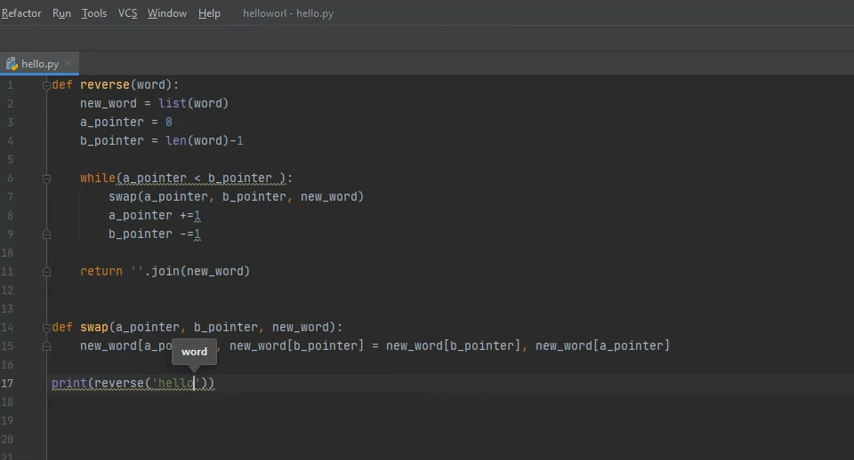 Refactor Run Tools VCS Window Help helloworl - hello.py
hello.py
1 def reverse(word):
2 new_word = list(word)
3 a_pointer = 0
4 b_pointer = len(word)-1
5
6 while(a_pointer < b_pointer ):
7 swap(a_pointer, b_pointer, new_word)
8 a_pointer +=1
9 b_pointer -=1
10
11 return ''.join(new_word)
12
13
14 def swap(a_pointer, b_pointer, new_word):
15 new_word[a_po , new_word[b_pointer] = new_word[b_pointer], new_word[a_pointer]
word
16
17 print(reverse('hello'))
18
19
20
21